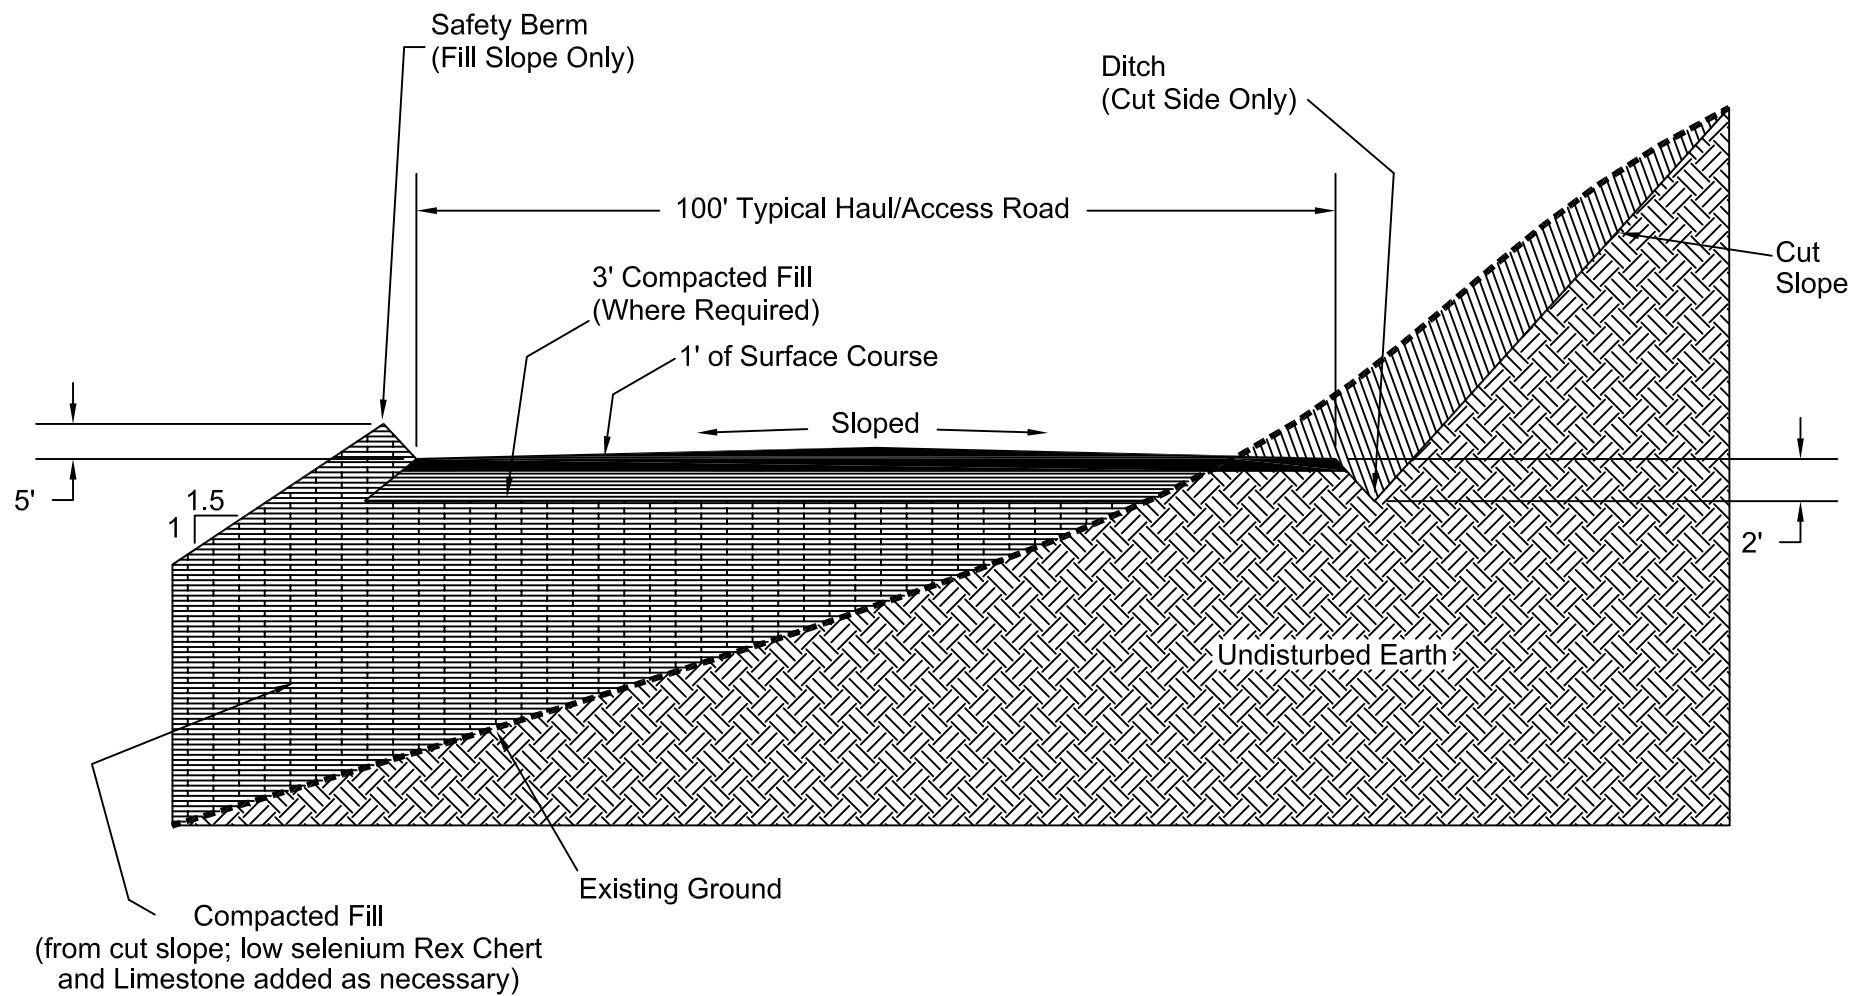 Safety Berm
(Fill Slope Only)
Ditch
(Cut Side Only)
100' Typical Haul/Access Road
Cut
Slope
3' Compacted Fill
(Where Required)
1' of Surface Course
Sloped
5'
1.5
1
2'
Undisturbed Earth
Existing Ground
Compacted Fill
(from cut slope; low selenium Rex Chert
and Limestone added as necessary)